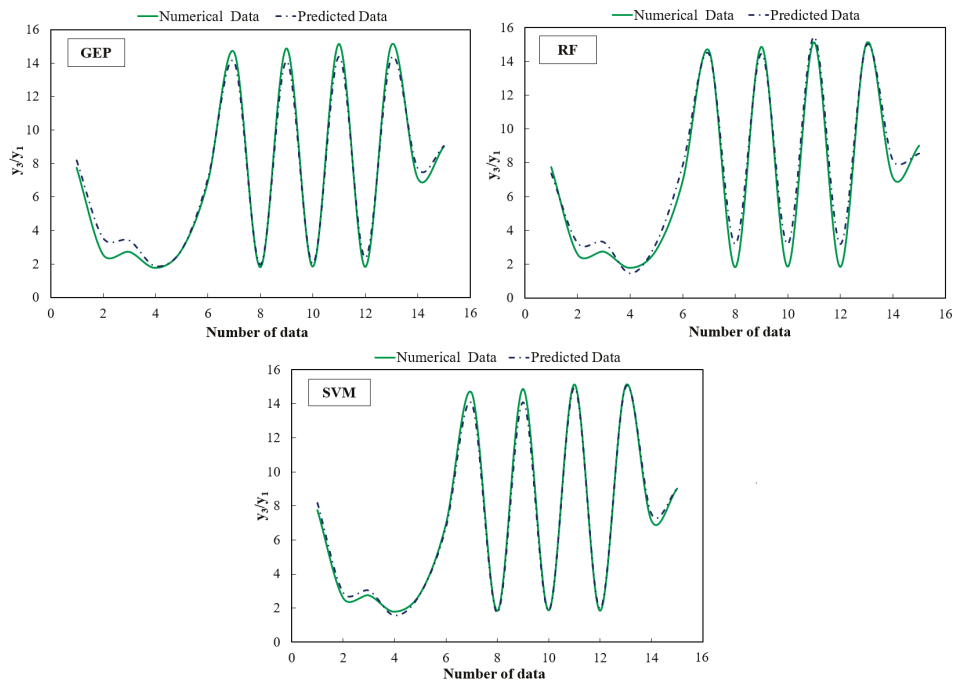 Numerical Data Predicted Data
GEP
16
14
12
10
8
6
4
2
0
y₃/y₁
0 2 4 6 8 10 12 14 16
Number of data
Numerical Data Predicted Data
RF
16
14
12
10
8
6
4
2
0
y₃/y₁
0 2 4 6 8 10 12 14 16
Number of data
Numerical Data Predicted Data
SVM
16
14
12
10
8
6
4
2
0
y₃/y₁
0 2 4 6 8 10 12 14 16
Number of data